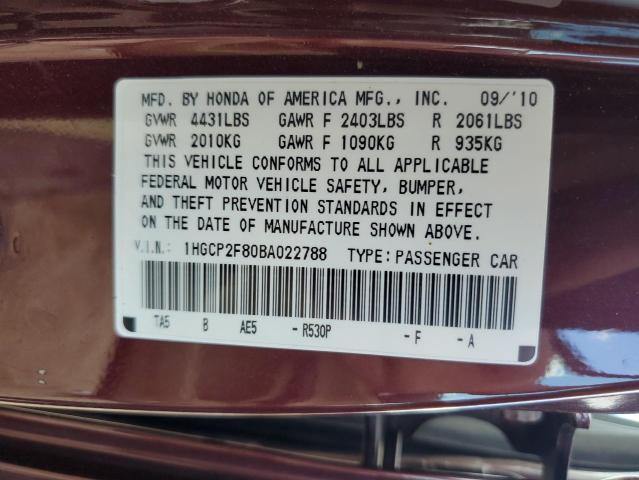 MFD. BY HONDA OF AMERICA MFG., INC. 09/'10
GVWR 4431LBS GAWR F 2403LBS R 2061LBS
GVWR 2010KG GAWR F 1090KG R 935KG
THIS VEHICLE CONFORMS TO ALL APPLICABLE
FEDERAL MOTOR VEHICLE SAFETY, BUMPER,
AND THEFT PREVENTION STANDARDS IN EFFECT
ON THE DATE OF MANUFACTURE SHOWN ABOVE.
V.I.N.: 1HGCP2F80BA022788 TYPE: PASSENGER CAR
TA5 B AE5 - R530P - F - A